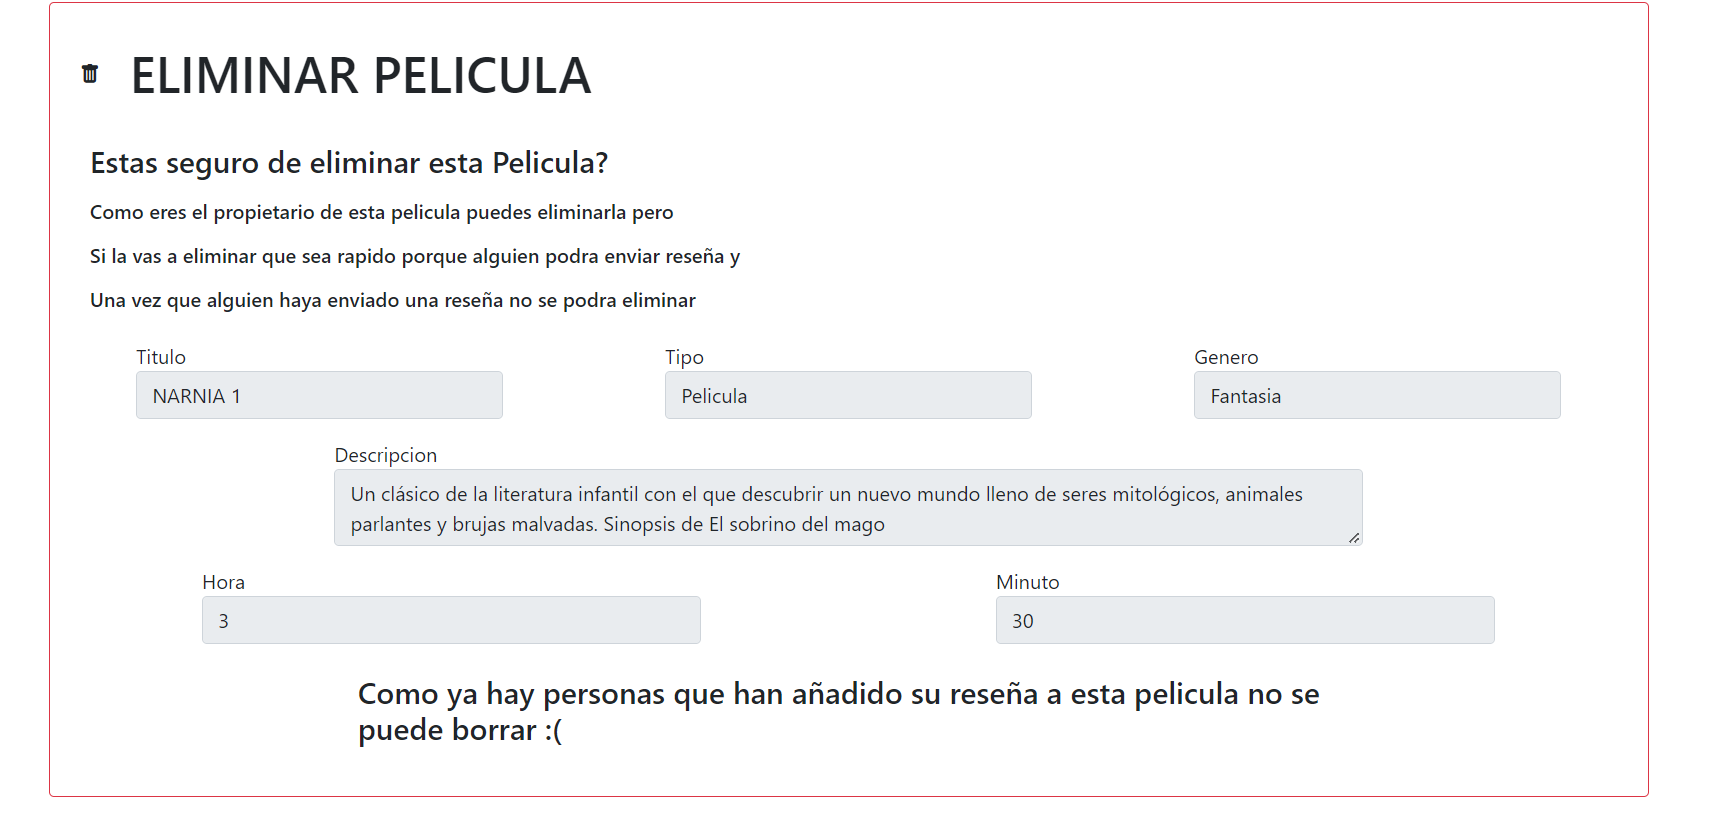 ELIMINAR PELICULA
Estas seguro de eliminar esta Pelicula?
Como eres el propietario de esta pelicula puedes eliminarla pero
Si la vas a eliminar que sea rapido porque alguien podra enviar reseña y
Una vez que alguien haya enviado una reseña no se podra eliminar
Titulo
NARNIA 1
Tipo
Pelicula
Genero
Fantasia
Descripcion
Un clásico de la literatura infantil con el que descubrir un nuevo mundo lleno de seres mitológicos, animales
parlantes y brujas malvadas. Sinopsis de El sobrino del mago
Hora
3
Minuto
30
Como ya hay personas que han añadido su reseña a esta pelicula no se
puede borrar :(